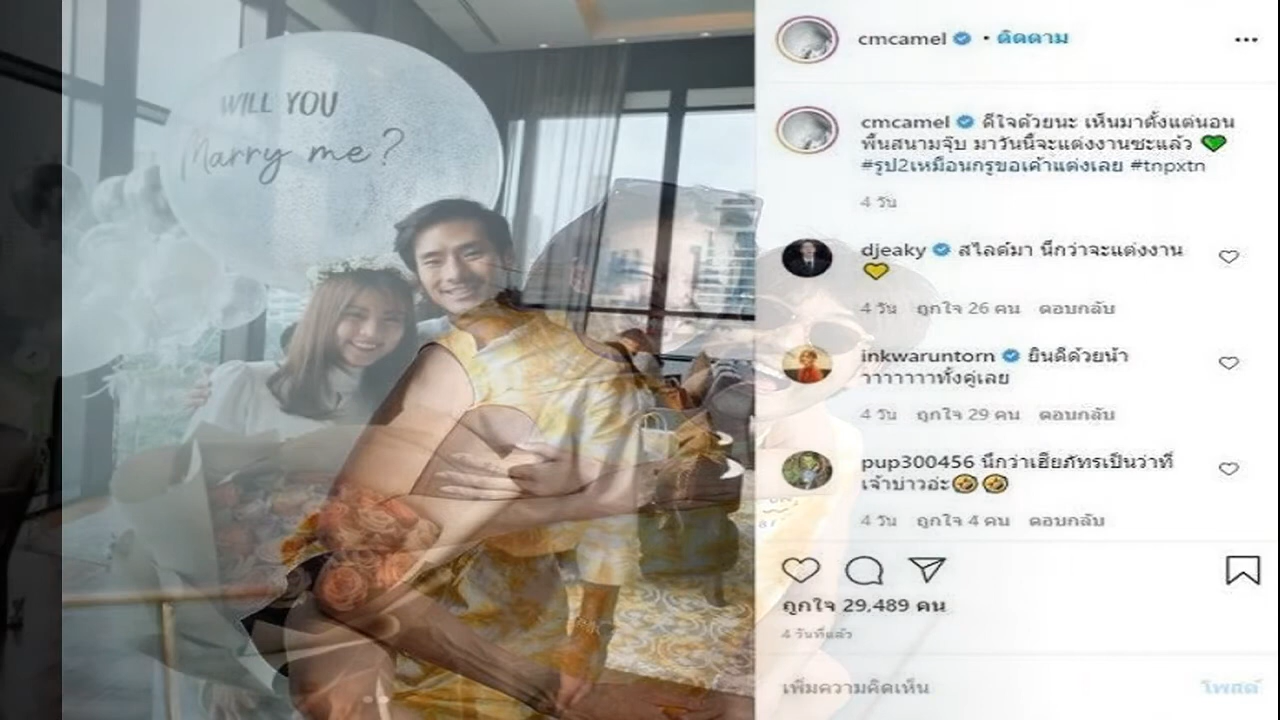 WILL YOU
Marry me?
cmcamel • ติดตาม
cmcamel ดีใจด้วยนะ เห็นมาตั้งแต่นอน
พื้นสนามจุ๊บ มาวันนี้จะแต่งงานซะแล้ว 💚
#รูป2เหมือนกรูขอเค้าแต่งเลย #tnpxtn
4 วัน
djeaky สไลด์มา นึกว่าจะแต่งงาน
💛
4 วัน ถูกใจ 26 คน ตอบกลับ
inkwaruntorn ยินดีด้วยน้า
าาาาาาาทั้งคู่เลย
4 วัน ถูกใจ 29 คน ตอบกลับ
pup300456 นึกว่าเฮียภัทรเป็นว่าที่
เจ้าบ่าวอ่ะ🤣🤣
4 วัน ถูกใจ 4 คน ตอบกลับ
ถูกใจ 29,489 คน
4 วันที่แล้ว
เพิ่มความคิดเห็น
โพสต์